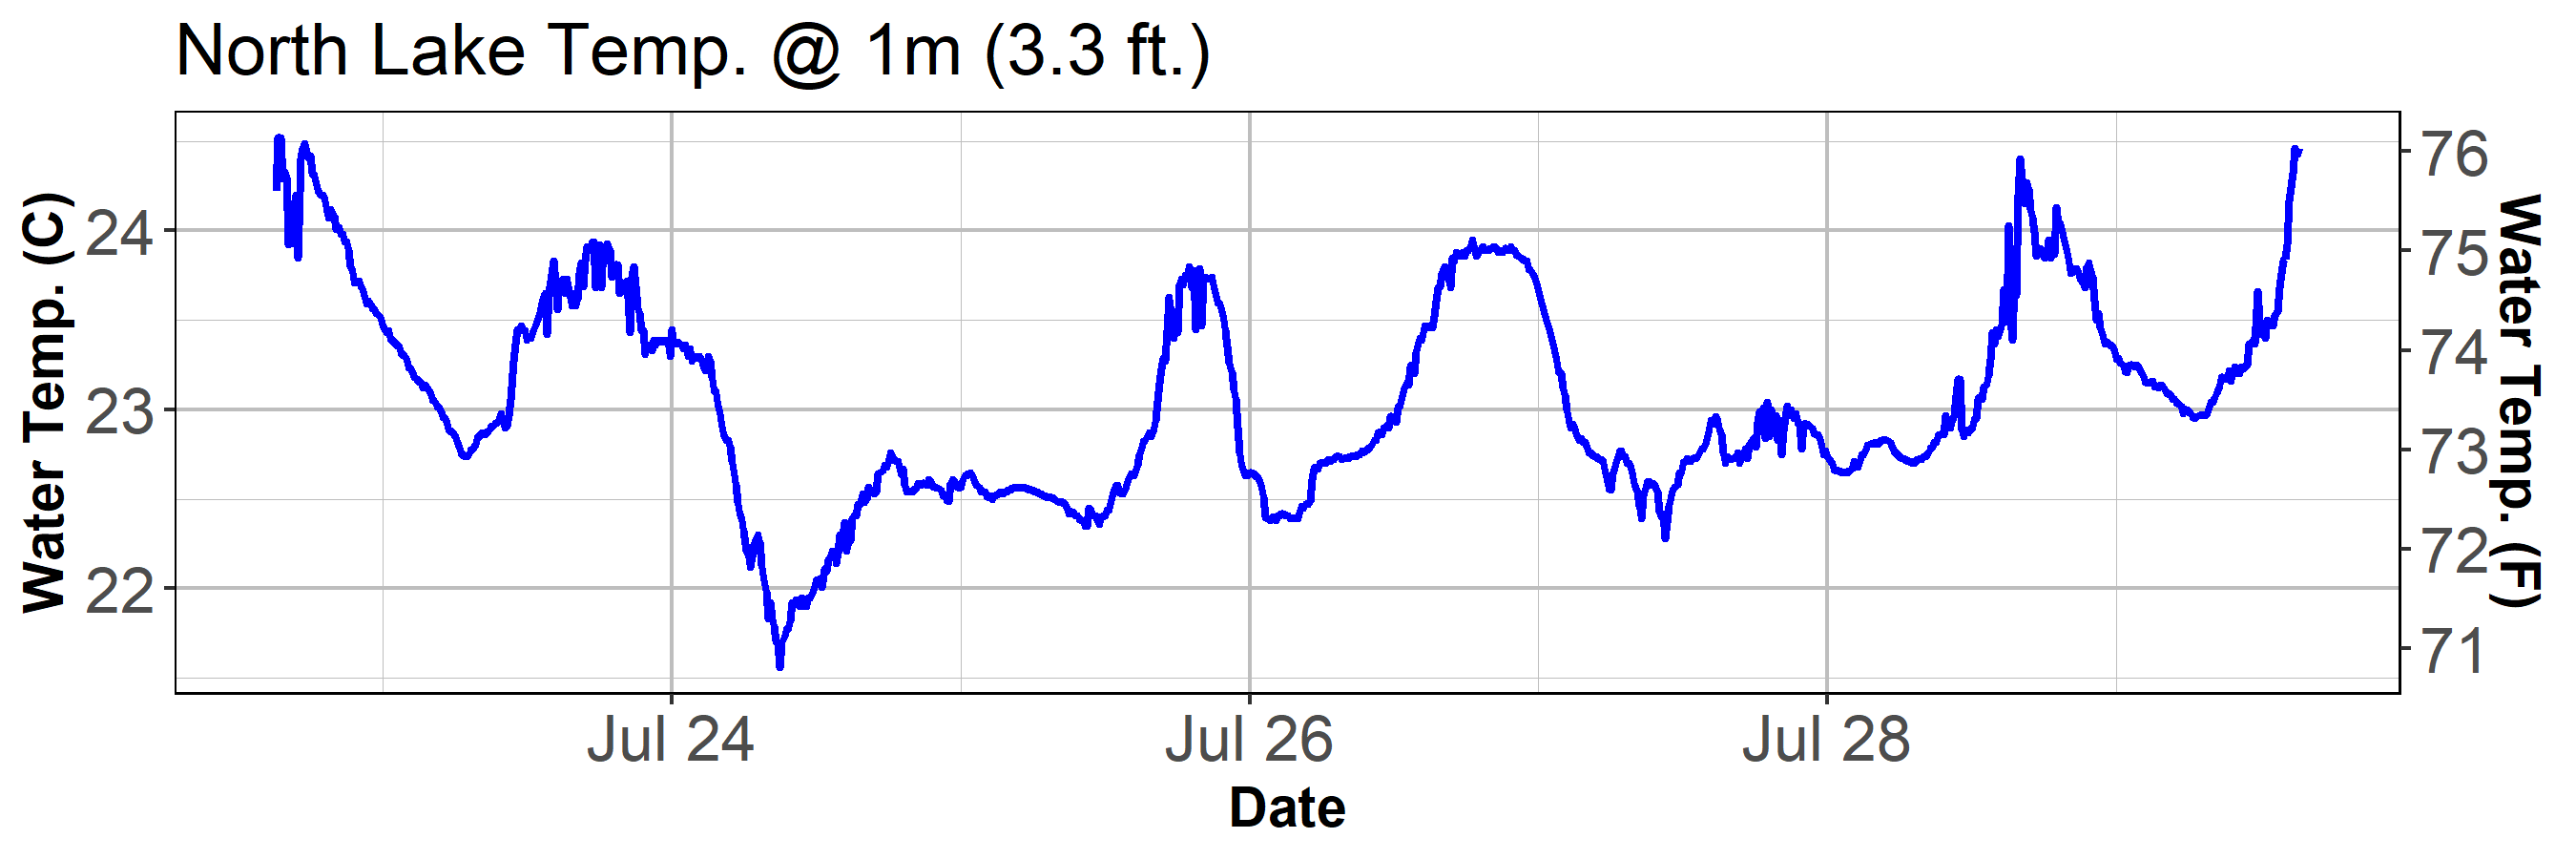 North Lake Temp. @ 1m (3.3 ft.)
Water Temp. (C)
24
23
22
76
75
74
73
72
71
Water Temp. (F)
Jul 24 Jul 26 Jul 28
Date